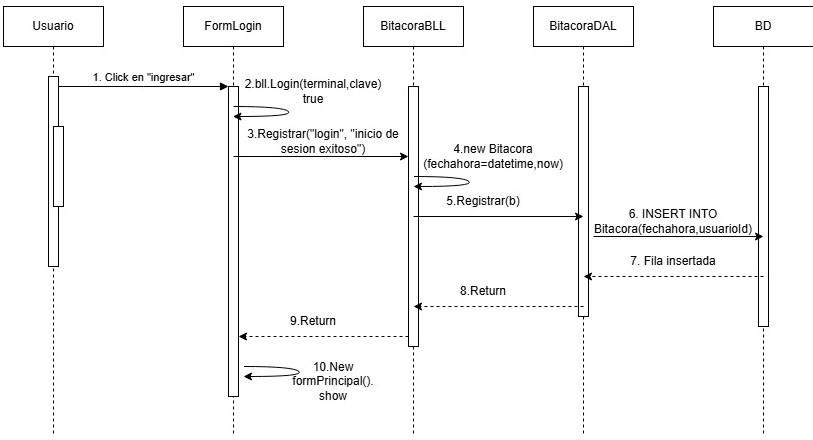 Usuario
FormLogin
BitacoraBLL
BitacoraDAL
BD
1. Click en "ingresar"
2.bll.Login(terminal,clave)
true
3.Registrar("login", "inicio de
sesion exitoso")
4.new Bitacora
(fechahora=datetime,now)
5.Registrar(b)
6. INSERT INTO
Bitacora(fechahora,usuarioId)
7. Fila insertada
8.Return
9.Return
10.New
formPrincipal().
show